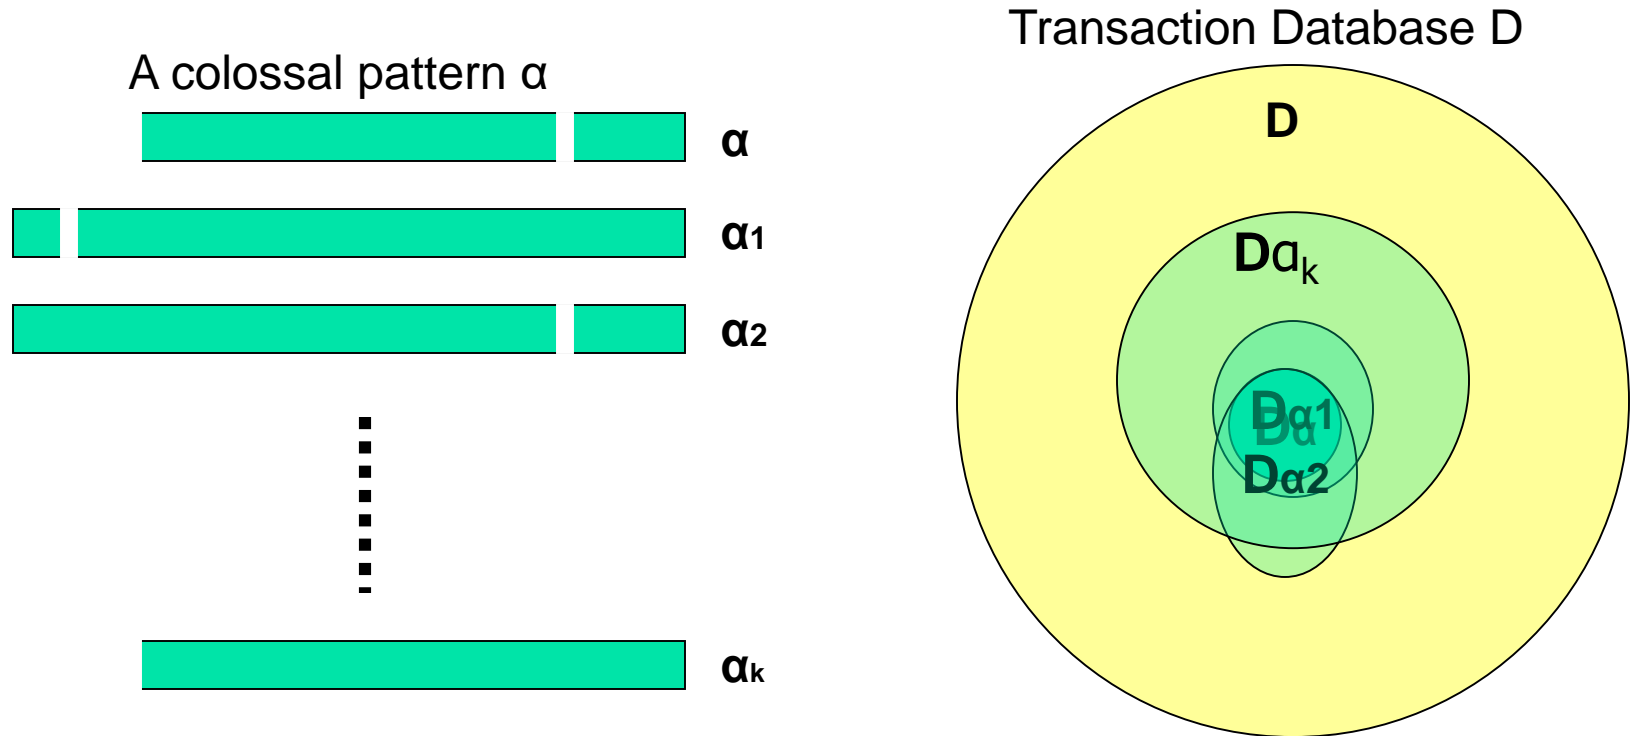 A colossal pattern α
α
α1
α2
αk
Transaction Database D
D
Dαk
Dα1
Dα
Dα2